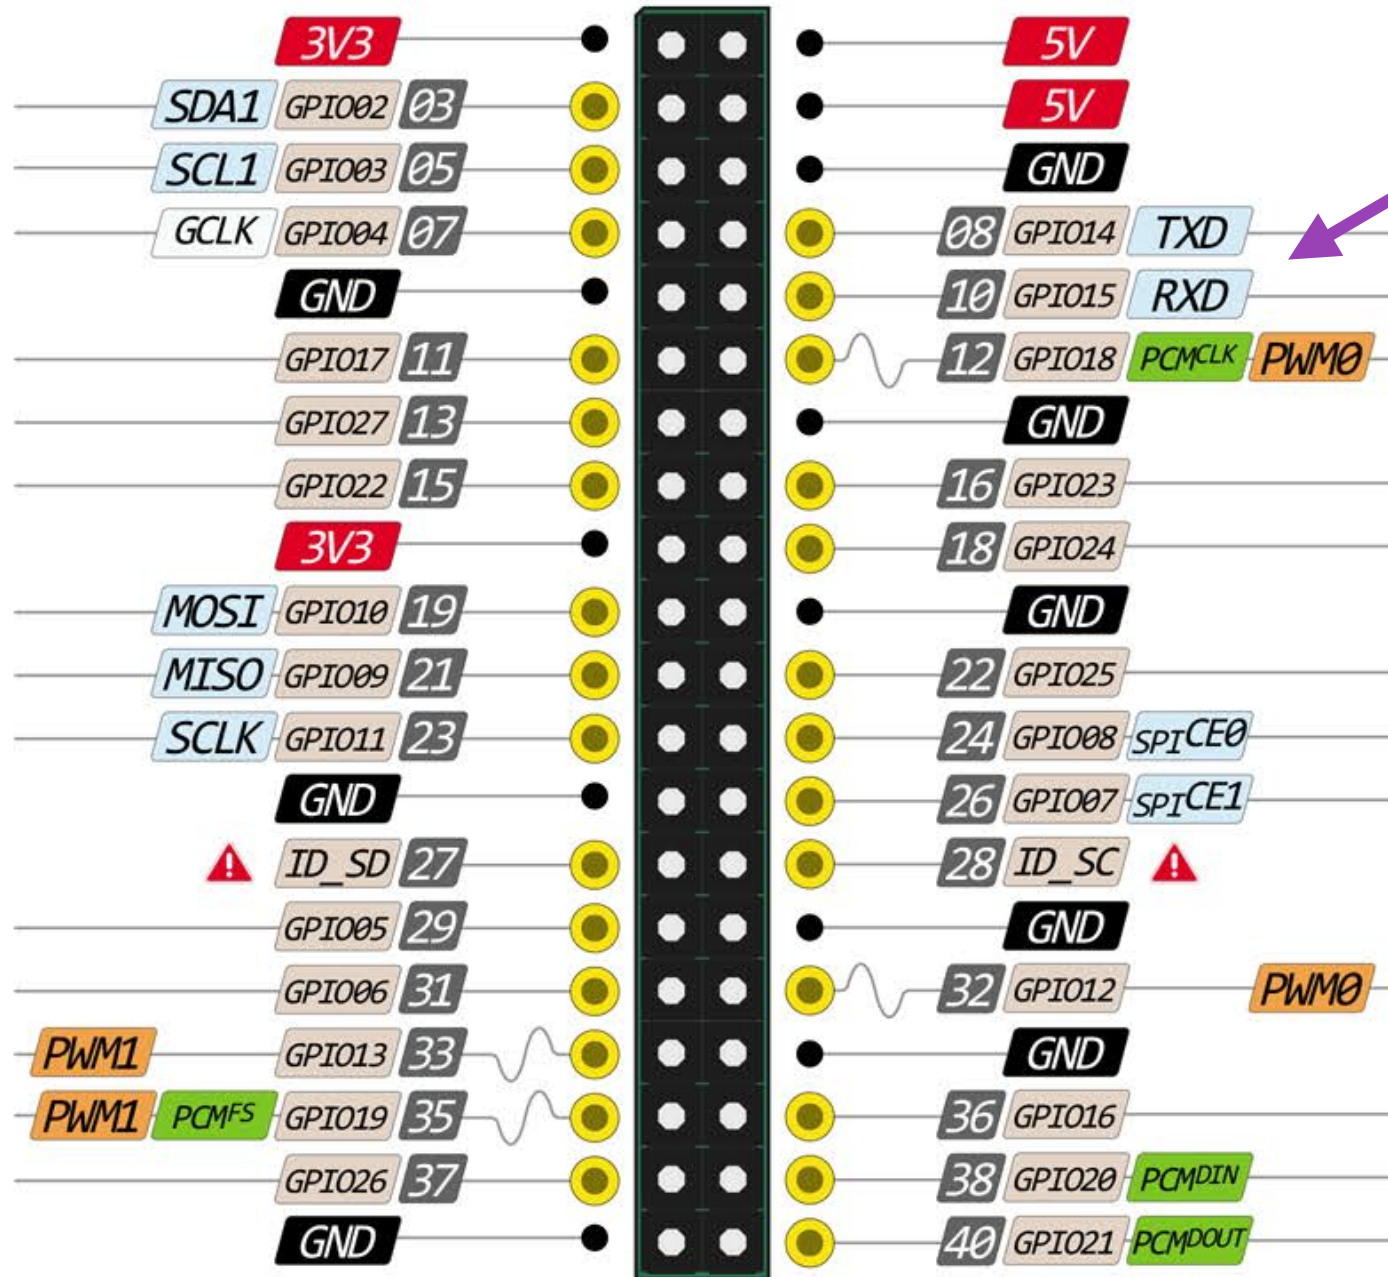 3V3 5V
SDA1 GPIO02 03 5V
SCL1 GPIO03 05 GND
GCLK GPIO04 07 08 GPIO14 TXD
GND 10 GPIO15 RXD
GPIO17 11 12 GPIO18 PCMCLK PWM0
GPIO27 13 GND
GPIO22 15 16 GPIO23
3V3 18 GPIO24
MOSI GPIO10 19 GND
MISO GPIO09 21 22 GPIO25
SCLK GPIO11 23 24 GPIO08 SPICE0
GND 26 GPIO07 SPICE1
! ID_SD 27 28 ID_SC !
GPIO05 29 GND
GPIO06 31 32 GPIO12 PWM0
PWM1 GPIO13 33 GND
PWM1 PCMFS GPIO19 35 36 GPIO16
GPIO26 37 38 GPIO20 PCMDIN
GND 40 GPIO21 PCMDOUT